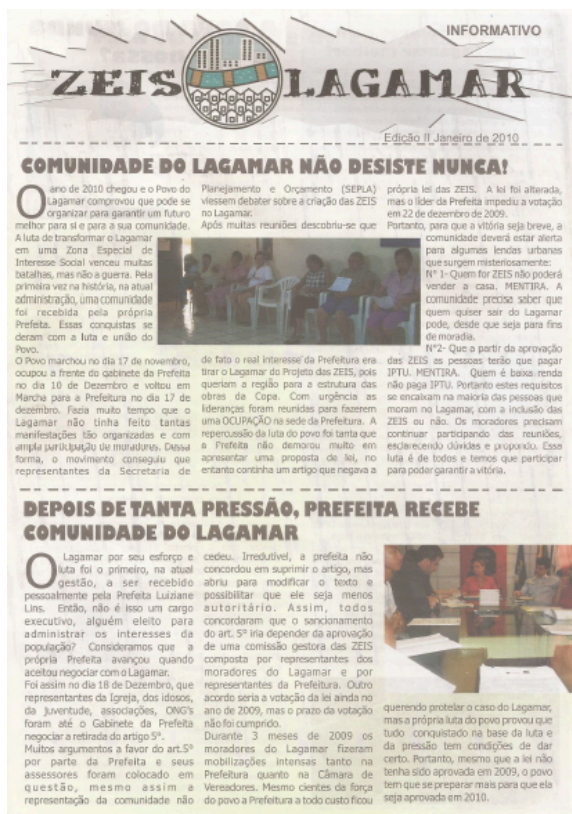 INFORMATIVO
ZEIS LAGAMAR
Edição II Janeiro de 2010
COMUNIDADE DO LAGAMAR NÃO DESISTE NUNCA!
O ano de 2010 chegou e o Povo do
Lagamar comprovou que pode se
organizar para garantir um futuro
melhor para si e para a sua comunidade.
A luta de transformar o Lagamar
em uma Zona Especial de
Interesse Social venceu muitas
batalhas, mas não a guerra. Pela
primeira vez na história, na atual
administração, uma comunidade
foi recebida pela própria
Prefeita. Essas conquistas se
deram com a luta e união do
Povo.
O Povo marchou no dia 17 de novembro,
ocupou a frente do gabinete da Prefeita
no dia 10 de Dezembro e voltou em
Marcha para a Prefeitura no dia 17 de
dezembro. Fazia muito tempo que o
Lagamar não tinha feito tantas
manifestações tão organizadas e com
ampla participação de moradores. Dessa
forma, o movimento conseguiu que
representantes da Secretaria de
Planejamento e Orçamento (SEPLA)
viessem debater sobre a criação das ZEIS
no Lagamar.
Após muitas reuniões descobriu-se que
de fato o real interesse da Prefeitura era
tirar o Lagamar do Projeto das ZEIS, pois
queriam a região para a estrutura das
obras da Copa. Com urgência as
lideranças foram reunidas para fazerem
uma OCUPAÇÃO na sede da Prefeitura. A
repercussão da luta do povo foi tanta que
a Prefeita não demorou muito em
apresentar uma proposta de lei, no
entanto continha um artigo que negava a
própria lei das ZEIS. A lei foi alterada,
mas o líder da Prefeita impediu a votação
em 22 de dezembro de 2009.
Portanto, para que a vitória seja breve, a
comunidade deverá estar alerta
para algumas lendas urbanas
que surgem misteriosamente:
N° 1- Quem for ZEIS não poderá
vender a casa. MENTIRA. A
comunidade precisa saber que
quem quiser sair do Lagamar
pode, desde que seja para fins
de moradia.
N°2- Que a partir da aprovação
das ZEIS as pessoas terão que pagar
IPTU. MENTIRA. Quem é baixa renda
não paga IPTU. Portanto estes requisitos
se encaixam na maioria das pessoas que
moram no Lagamar, com a inclusão das
ZEIS ou não. Os moradores precisam
continuar participando das reuniões,
esclarecendo dúvidas e propondo. Essa
luta é de todos e temos que participar
para poder garantir a vitória.
DEPOIS DE TANTA PRESSÃO, PREFEITA RECEBE
COMUNIDADE DO LAGAMAR
O Lagamar por seu esforço e
luta foi o primeiro, na atual
gestão, a ser recebido
pessoalmente pela Prefeita Luiziane
Lins. Então, não é isso um cargo
executivo, alguém eleito para
administrar os interesses da
população? Consideramos que a
própria Prefeita avançou quando
aceitou negociar com o Lagamar.
Foi assim no dia 18 de Dezembro, que
representantes da Igreja, dos idosos,
da Juventude, associações, ONG's
foram até o Gabinete da Prefeita
negociar a retirada do artigo 5°.
Muitos argumentos a favor do art.5°
por parte da Prefeita e seus
assessores foram colocado em
questão, mesmo assim a
representação da comunidade não
cedeu. Irredutível, a prefeita não
concordou em suprimir o artigo, mas
abriu para modificar o texto e
possibilitar que ele seja menos
autoritário. Assim, todos
concordaram que o sancionamento
do art. 5° iria depender da aprovação
de uma comissão gestora das ZEIS
composta por representantes dos
moradores do Lagamar e por
representantes da Prefeitura. Outro
acordo seria a votação da lei ainda no
ano de 2009, mas o prazo da votação
não foi cumprido.
Durante 3 meses de 2009 os
moradores do Lagamar fizeram
mobilizações intensas tanto na
Prefeitura quanto na Câmara de
Vereadores. Mesmo cientes da força
do povo a Prefeitura a todo custo ficou
querendo protelar o caso do Lagamar,
mas a própria luta do povo provou que
tudo conquistado na base da luta e
da pressão tem condições de dar
certo. Portanto, mesmo que a lei não
tenha sido aprovada em 2009, o povo
tem que se preparar mais para que ela
seja aprovada em 2010.